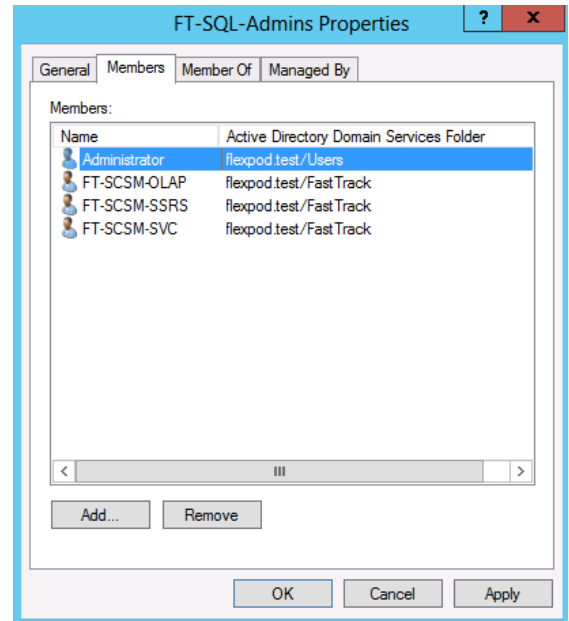 FT-SQL-Admins Properties ? x
General Members Member Of Managed By
Members:
Name Active Directory Domain Services Folder
Administrator flexpod.test/Users
FT-SCSM-OLAP flexpod.test/FastTrack
FT-SCSM-SSRS flexpod.test/FastTrack
FT-SCSM-SVC flexpod.test/FastTrack
Add... Remove
OK Cancel Apply